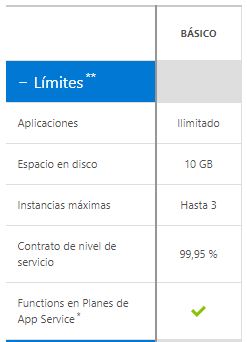 BÁSICO
– Límites **
Aplicaciones
Ilimitado
Espacio en disco
10 GB
Instancias máximas
Hasta 3
Contrato de nivel de
servicio
99,95 %
Functions en Planes de
App Service *